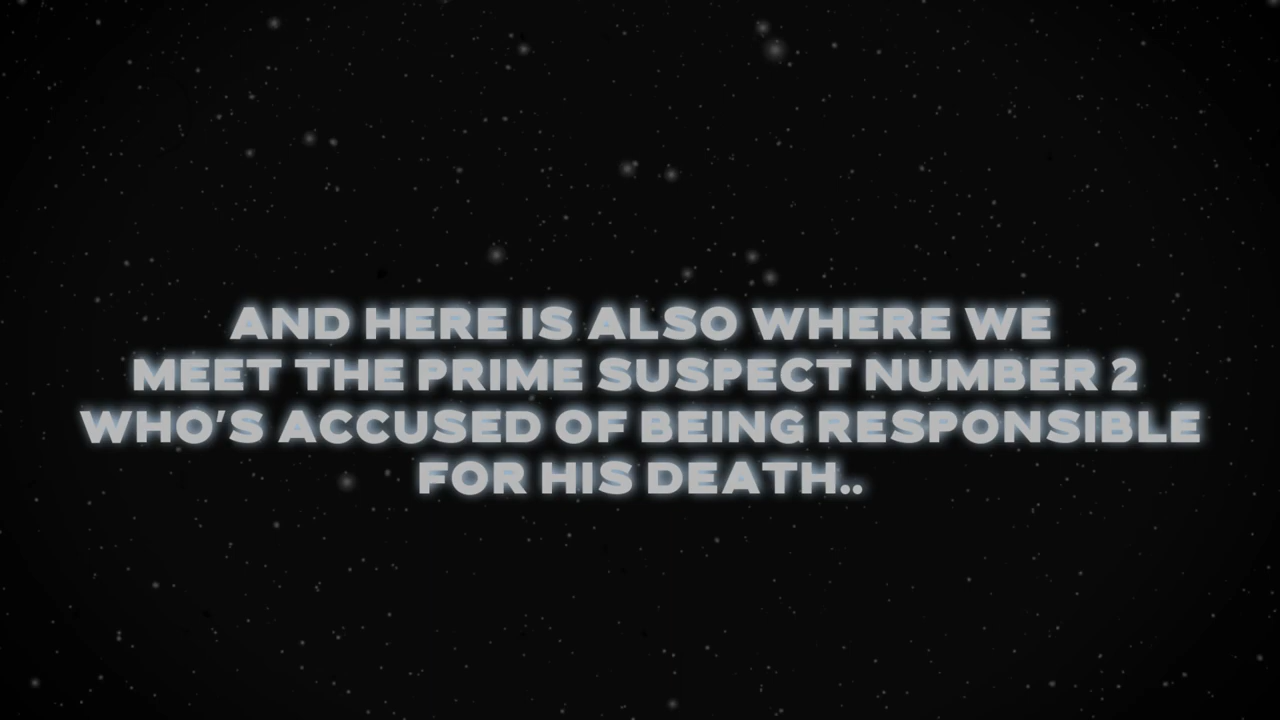 AND HERE IS ALSO WHERE WE
MEET THE PRIME SUSPECT NUMBER 2
WHO'S ACCUSED OF BEING RESPONSIBLE
FOR HIS DEATH..